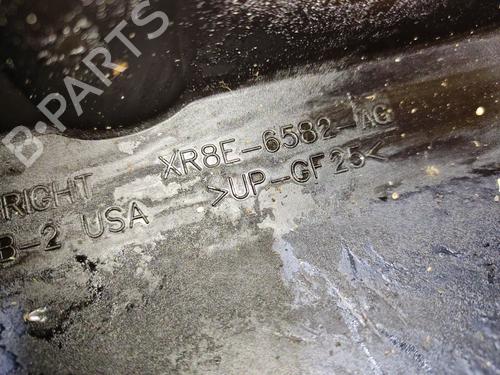 B-PARTS
XR8E-6582-AG
>UP-GF25<
RIGHT
B-2 USA